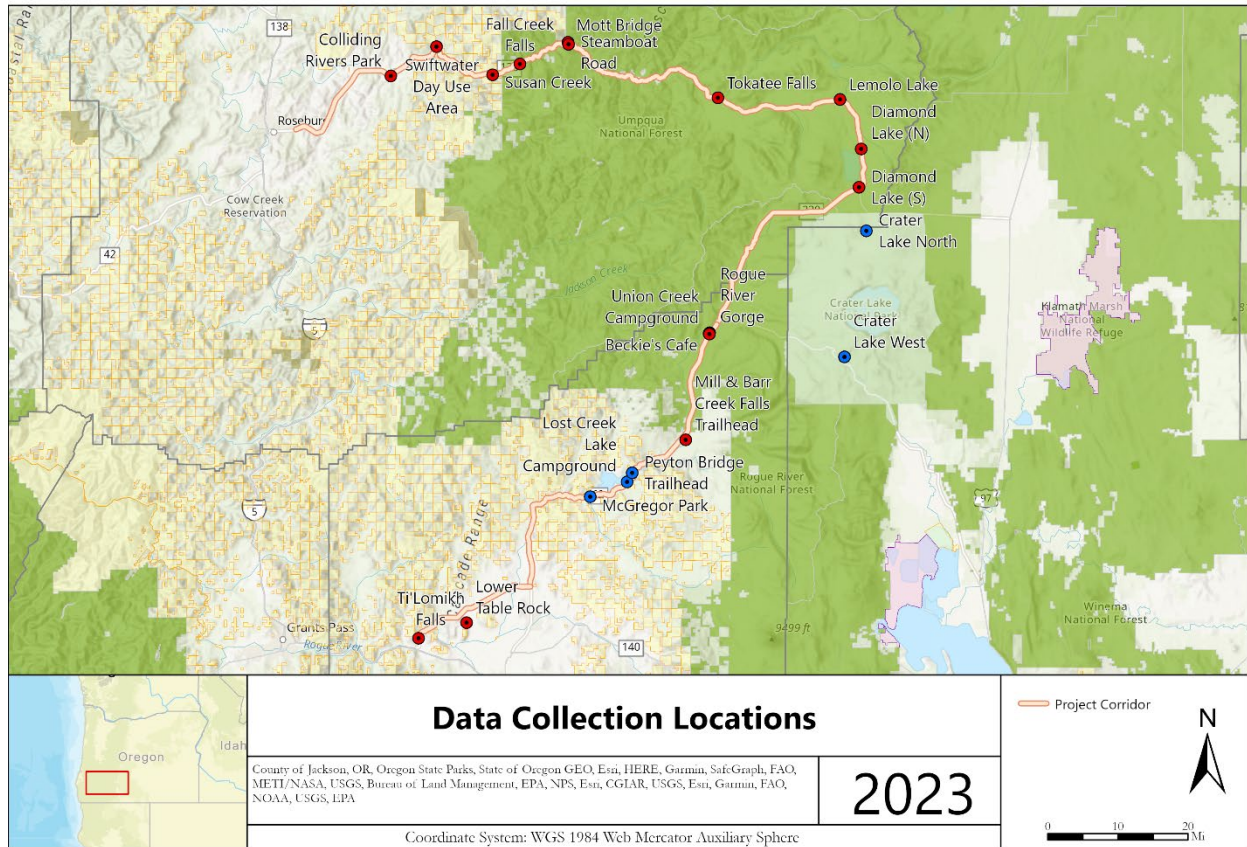 138
Fall Creek
Falls
Mott Bridge
Steamboat
Road
Colliding
Rivers Park
Swiftwater
Day Use
Area
Susan Creek
Tokatee Falls
Lemolo Lake
Diamond
Lake (N)
Umpqua
National Forest
Cow Creek
Reservation
Diamond
Lake (S)
Crater
Lake North
42
Jackson Creek
Rogue
River
Gorge
Union Creek
Campground
Beckie's Cafe
Crater Lake
National Park
Crater
Lake West
Klamath Marsh
National
Wildlife Refuge
5
Mill & Barr
Creek Falls
Trailhead
Lost Creek
Lake
Campground
Peyton Bridge
Trailhead
McGregor Park
Rogue River
National Forest
97
5
Ti'Lomikh
Falls
Lower
Table Rock
Grants Pass
Rogue River
140
9499 ft
Winema
National Forest
Oregon
Data Collection Locations
County of Jackson, OR, Oregon State Parks, State of Oregon GEO, Esri, HERE, Garmin, SafeGraph, FAO,
METI/NASA, USGS, Bureau of Land Management, EPA, NPS, Esri, CGIAR, USGS, Esri, Garmin, FAO,
NOAA, USGS, EPA
2023
Coordinate System: WGS 1984 Web Mercator Auxiliary Sphere
Project Corridor
N
0 10 20
Mi